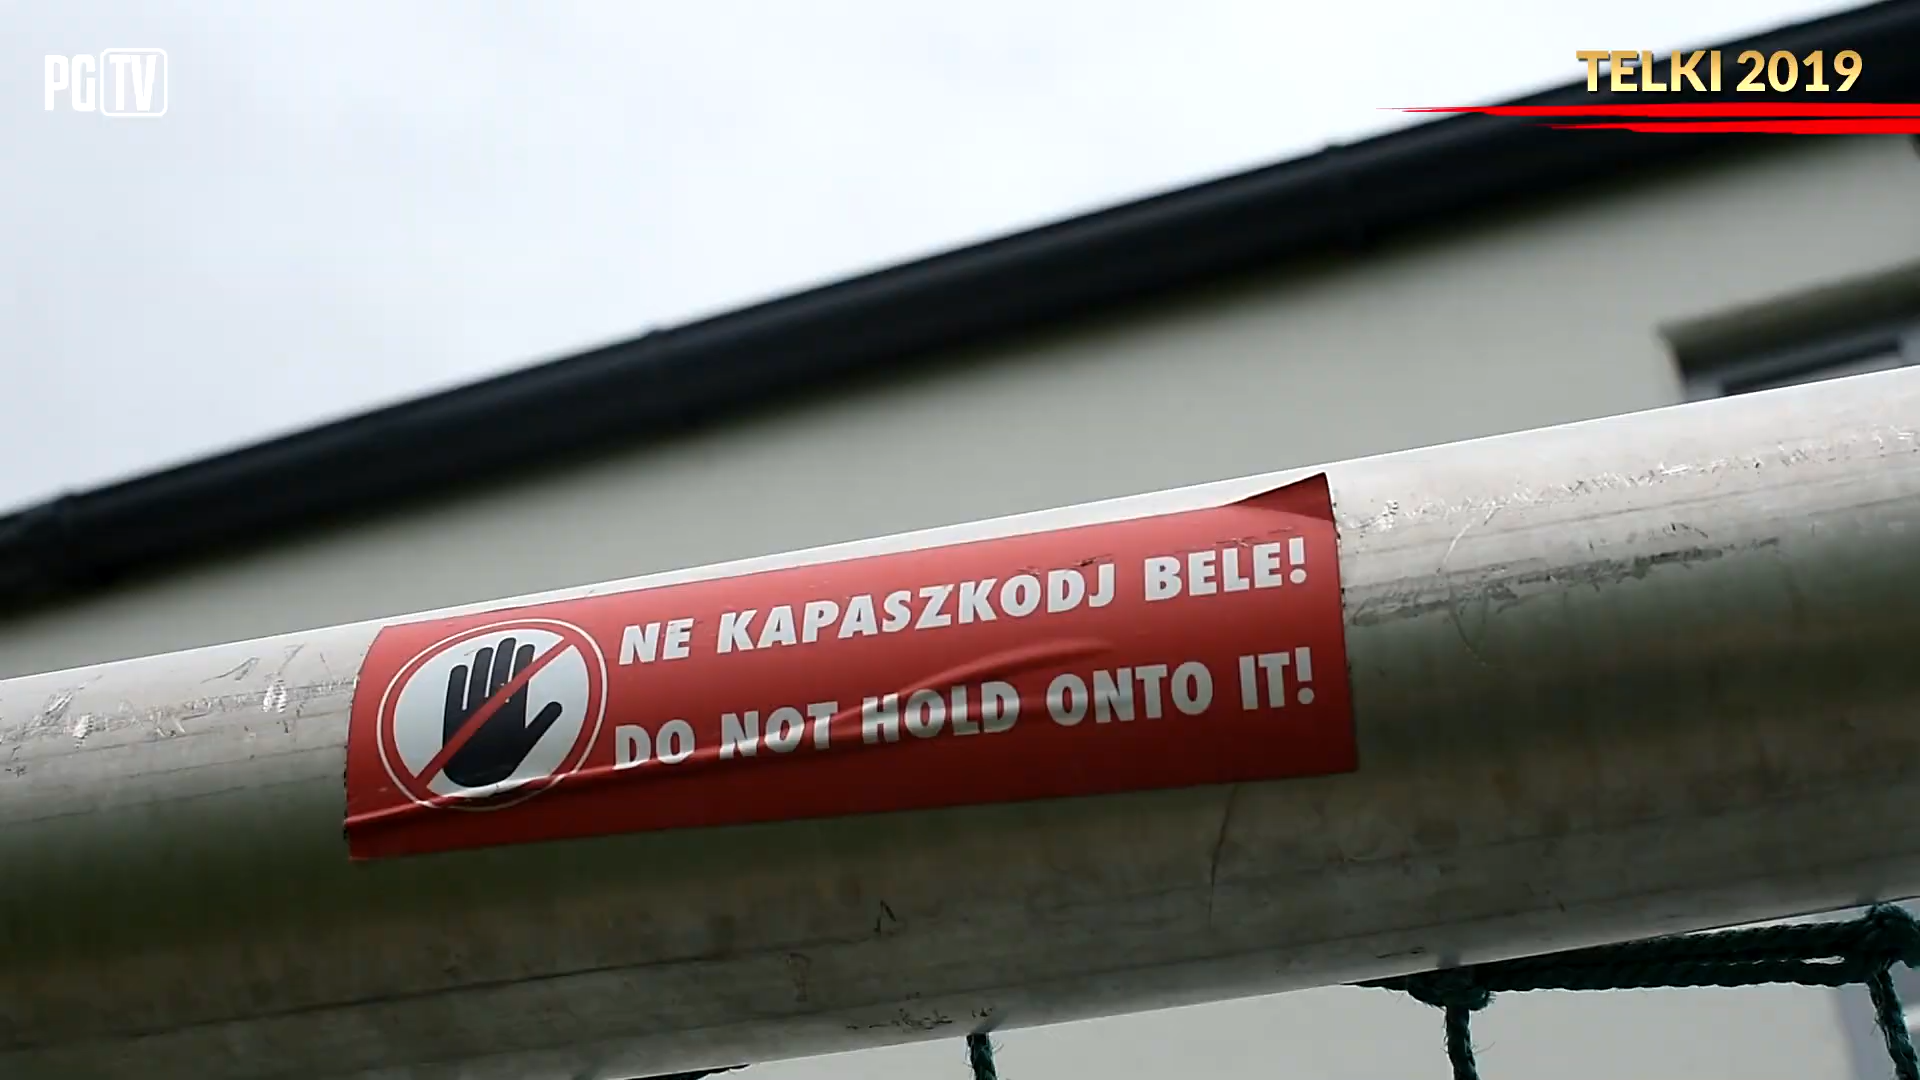 PGTV
TELKI 2019
NE KAPASZKODJ BELE!
DO NOT HOLD ONTO IT!